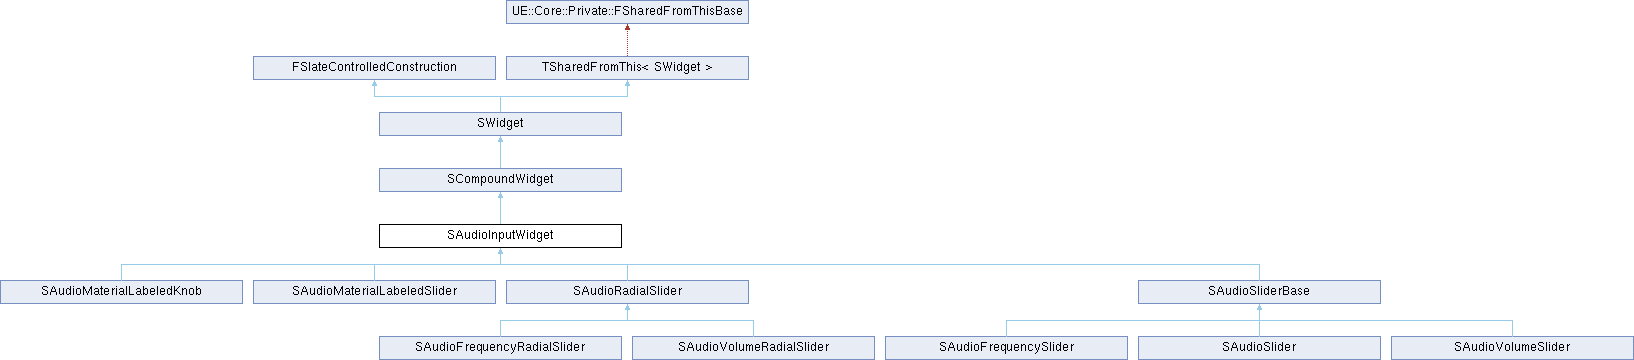 UE::Core::Private::FSharedFromThisBase
FSlateControlledConstruction
TSharedFromThis< SWidget >
SWidget
SCompoundWidget
SAudioInputWidget
SAudioMaterialLabeledKnob
SAudioMaterialLabeledSlider
SAudioRadialSlider
SAudioSliderBase
SAudioFrequencyRadialSlider
SAudioVolumeRadialSlider
SAudioFrequencySlider
SAudioSlider
SAudioVolumeSlider